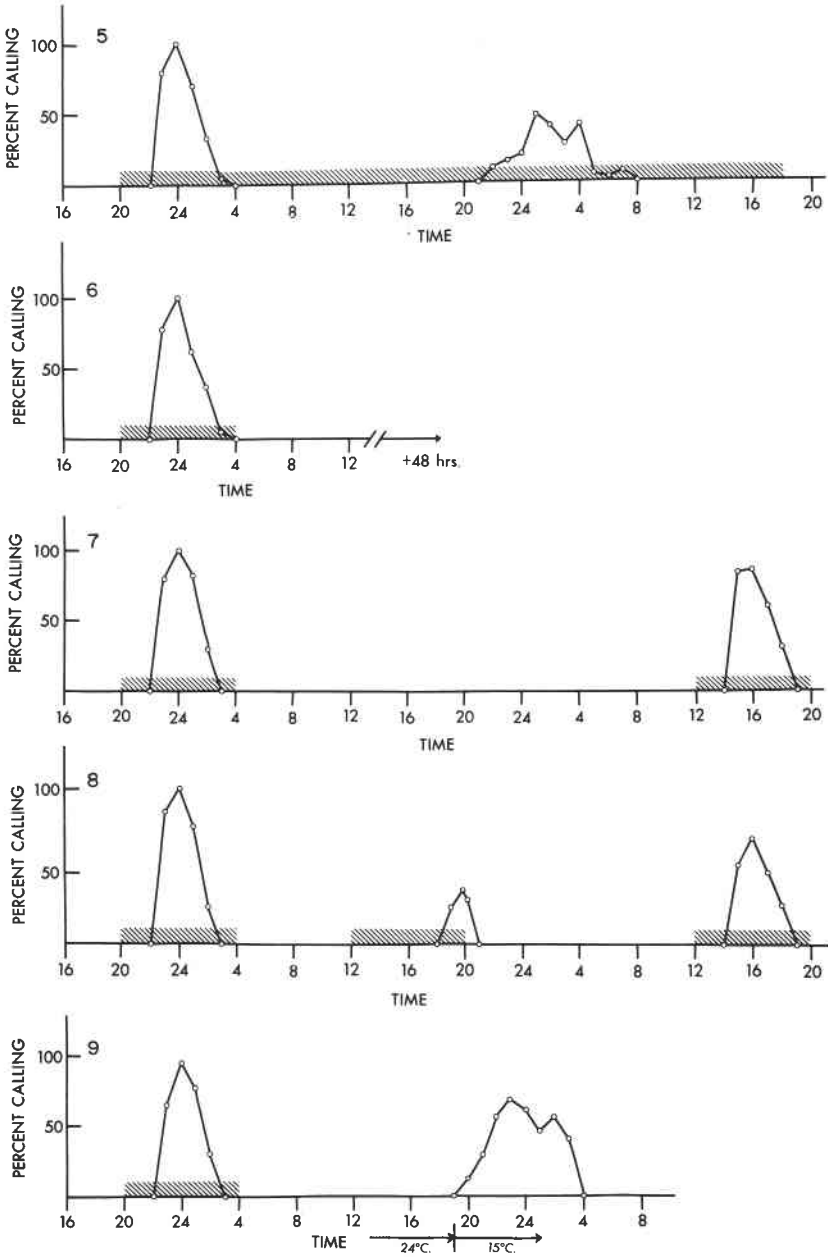 5
100
50
PERCENT CALLING
16 20 24 4 8 12 16 20 24 4 8 12 16 20
TIME
6
100
50
PERCENT CALLING
16 20 24 4 8 12 +48 hrs.
TIME
7
100
50
PERCENT CALLING
16 20 24 4 8 12 16 20 24 4 8 12 16 20
TIME
8
100
50
PERCENT CALLING
16 20 24 4 8 12 16 20 24 4 8 12 16 20
TIME
9
100
50
PERCENT CALLING
16 20 24 4 8 12 16 20 24 4 8
TIME 24°C. 15°C.